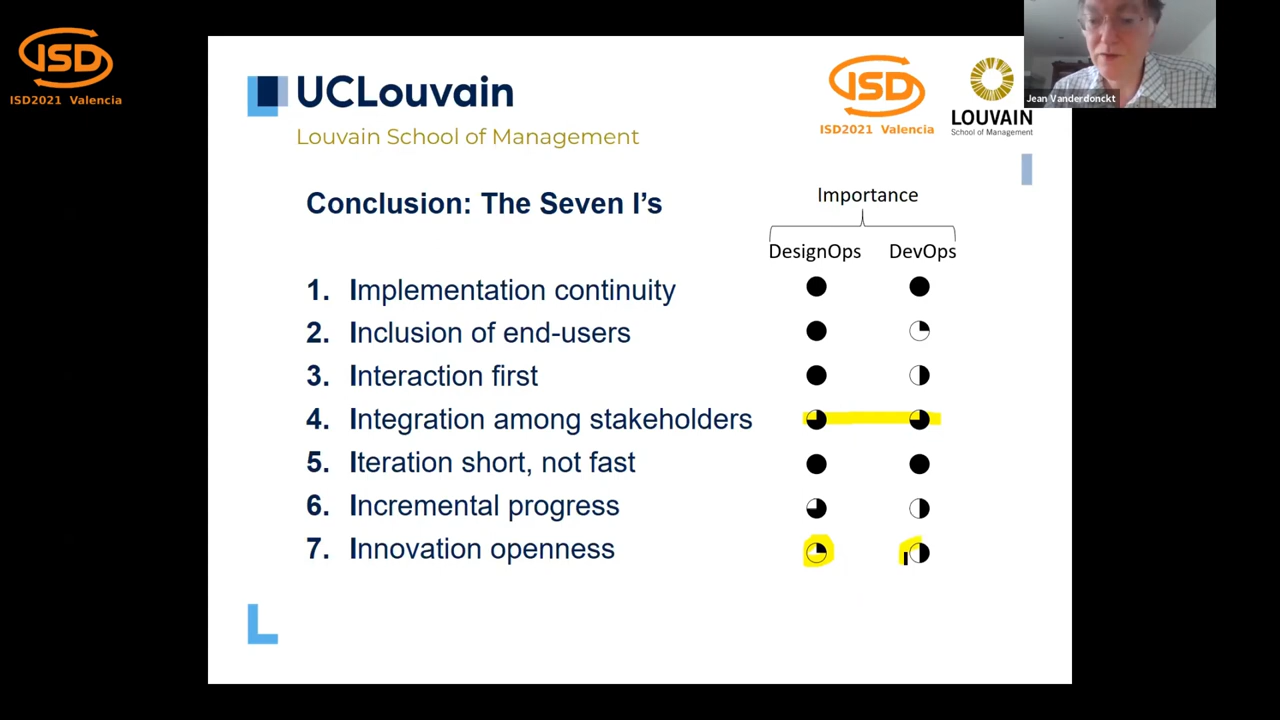 ISD
ISD2021 Valencia
UCLouvain
Louvain School of Management
ISD
ISD2021 Valencia
LOUVAIN
School of Management
Jean Vanderdonckt
Conclusion: The Seven I's
Importance
DesignOps DevOps
1. Implementation continuity
2. Inclusion of end-users
3. Interaction first
4. Integration among stakeholders
5. Iteration short, not fast
6. Incremental progress
7. Innovation openness